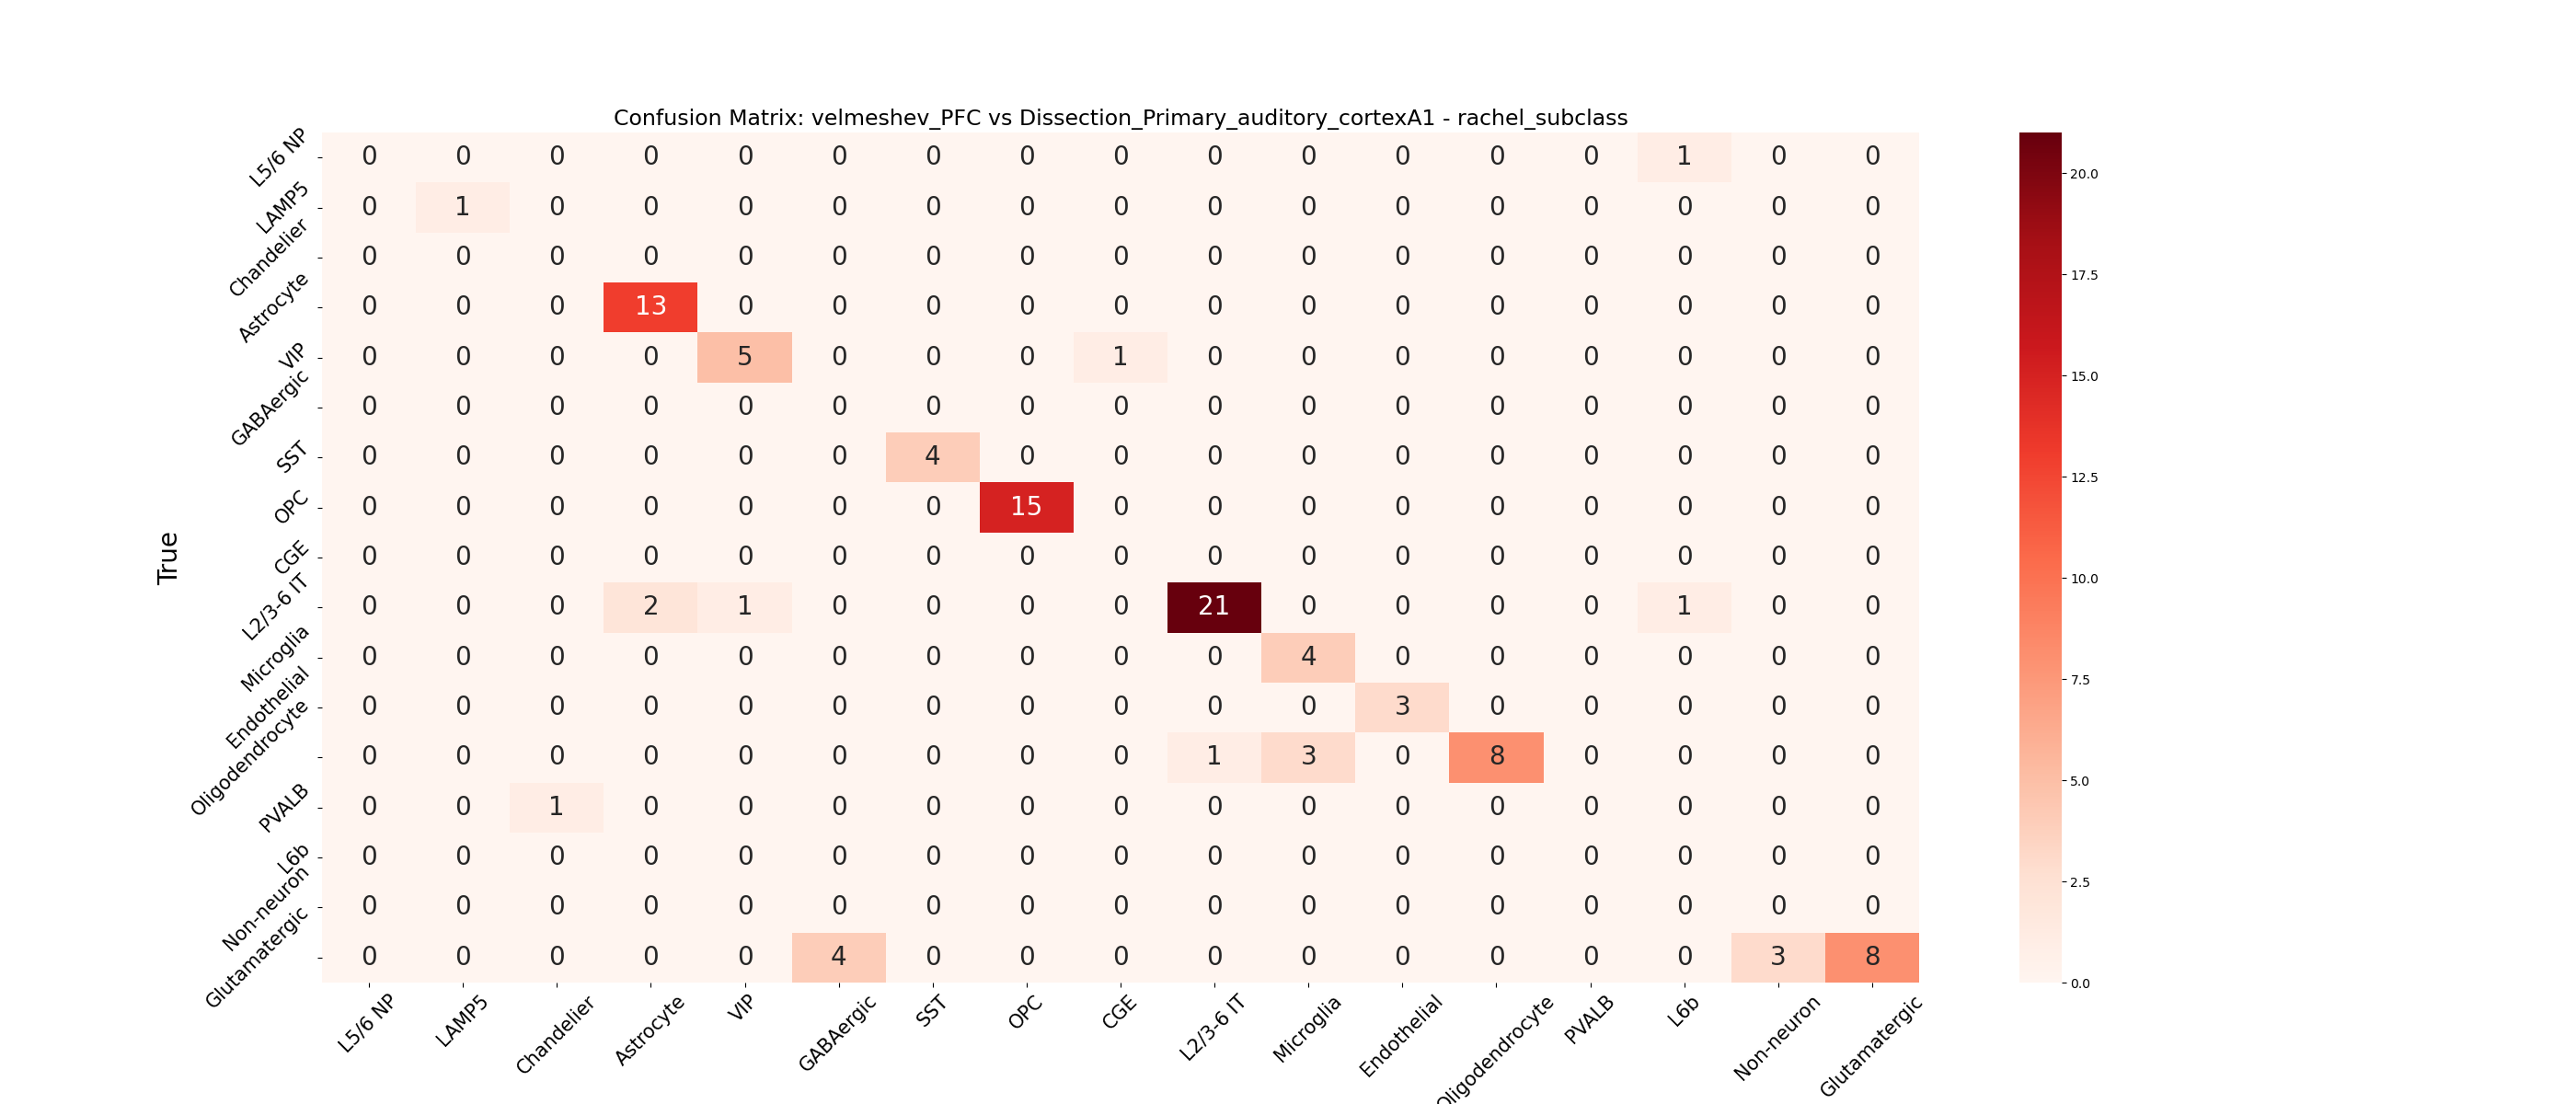 Confusion Matrix: velmeshev_PFC vs Dissection_Primary_auditory_cortexA1 - rachel_subclass
True
L5/6 NP 0 0 0 0 0 0 0 0 0 0 0 0 0 0 1 0 0
LAMP5 0 1 0 0 0 0 0 0 0 0 0 0 0 0 0 0 0
Chandelier 0 0 0 0 0 0 0 0 0 0 0 0 0 0 0 0 0
Astrocyte 0 0 0 13 0 0 0 0 0 0 0 0 0 0 0 0 0
VIP 0 0 0 0 5 0 0 0 1 0 0 0 0 0 0 0 0
GABAergic 0 0 0 0 0 0 0 0 0 0 0 0 0 0 0 0 0
SST 0 0 0 0 0 0 4 0 0 0 0 0 0 0 0 0 0
OPC 0 0 0 0 0 0 0 15 0 0 0 0 0 0 0 0 0
CGE 0 0 0 0 0 0 0 0 0 0 0 0 0 0 0 0 0
L2/3-6 IT 0 0 0 2 1 0 0 0 0 21 0 0 0 0 1 0 0
Microglia 0 0 0 0 0 0 0 0 0 0 4 0 0 0 0 0 0
Endothelial 0 0 0 0 0 0 0 0 0 0 0 3 0 0 0 0 0
Oligodendrocyte 0 0 0 0 0 0 0 0 0 1 3 0 8 0 0 0 0
PVALB 0 0 1 0 0 0 0 0 0 0 0 0 0 0 0 0 0
L6b 0 0 0 0 0 0 0 0 0 0 0 0 0 0 0 0 0
Non-neuron 0 0 0 0 0 0 0 0 0 0 0 0 0 0 0 0 0
Glutamatergic 0 0 0 0 0 4 0 0 0 0 0 0 0 0 0 3 8
L5/6 NP LAMP5 Chandelier Astrocyte VIP GABAergic SST OPC CGE L2/3-6 IT Microglia Endothelial Oligodendrocyte PVALB L6b Non-neuron Glutamatergic
20.0
17.5
15.0
12.5
10.0
7.5
5.0
2.5
0.0